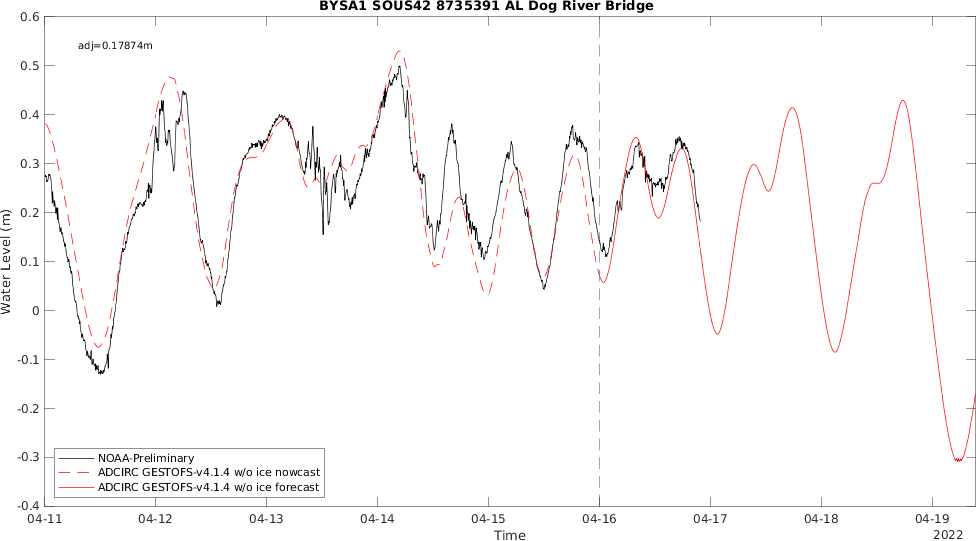 BYSA1 SOUS42 8735391 AL Dog River Bridge
adj=0.17874m
0.6
0.5
0.4
0.3
0.2
0.1
0
-0.1
-0.2
-0.3
-0.4
Water Level (m)
NOAA-Preliminary
ADCIRC GESTOFS-v4.1.4 w/o ice nowcast
ADCIRC GESTOFS-v4.1.4 w/o ice forecast
04-11 04-12 04-13 04-14 04-15 04-16 04-17 04-18 04-19
Time
2022